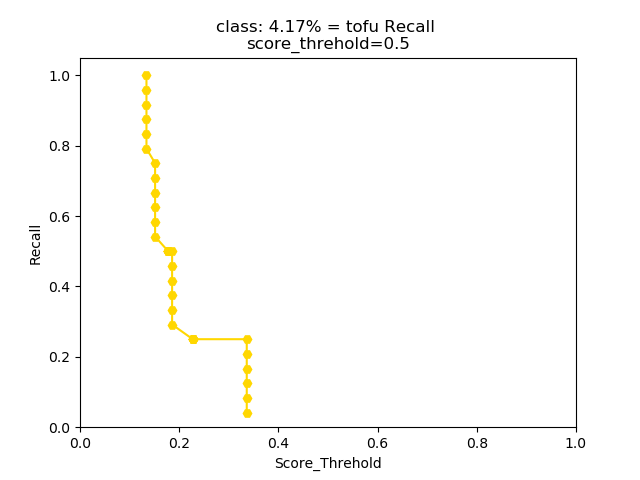 class: 4.17% = tofu Recall
score_threhold=0.5
1.0
0.8
0.6
0.4
0.2
0.0
Recall
0.0 0.2 0.4 0.6 0.8 1.0
Score_Threhold